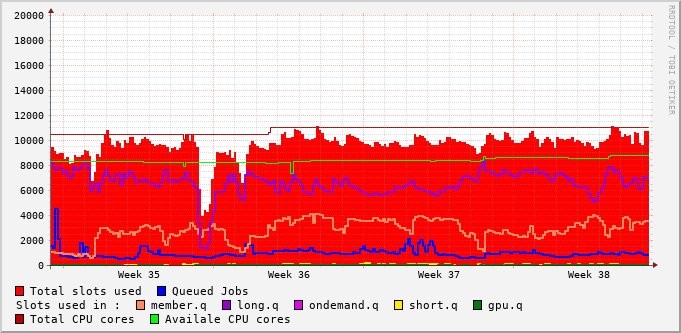 20000
18000
16000
14000
12000
10000
8000
6000
4000
2000
0
Week 35 Week 36 Week 37 Week 38
Total slots used Queued Jobs
Slots used in : member.q long.q ondemand.q short.q gpu.q
Total CPU cores Availale CPU cores
RRDTOOL / TOBI OETIKER